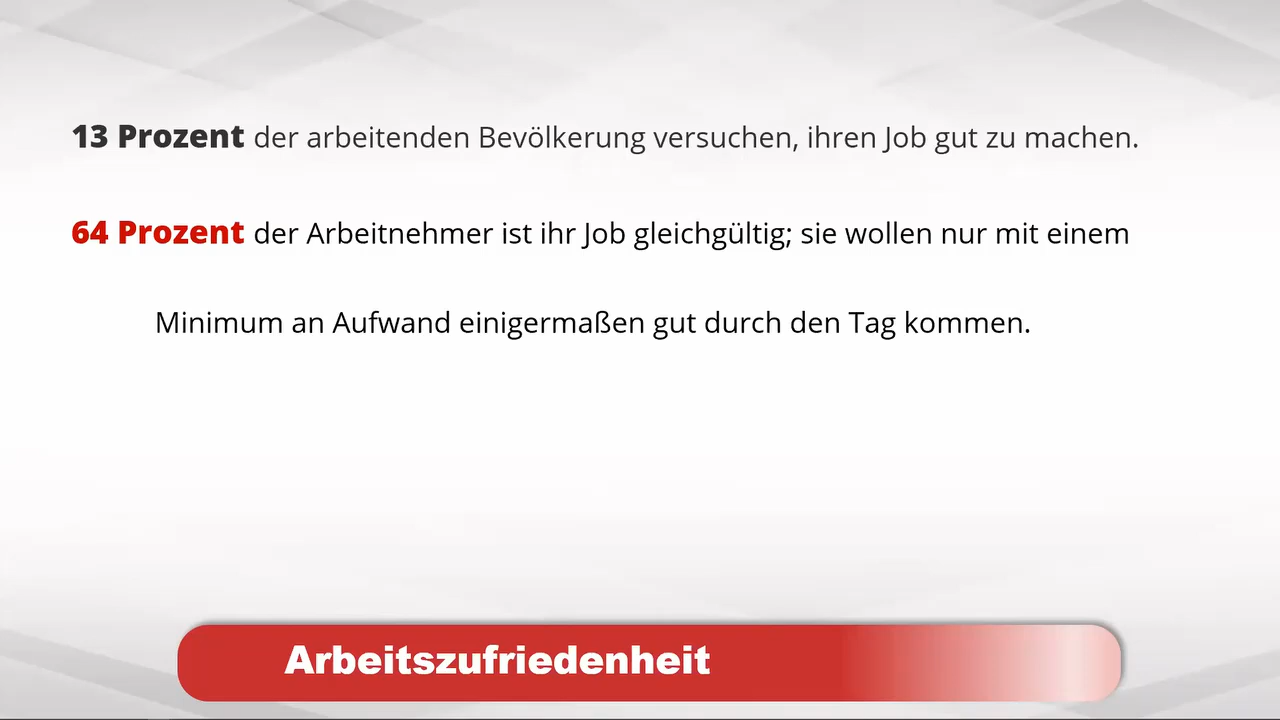 13 Prozent der arbeitenden Bevölkerung versuchen, ihren Job gut zu machen.
64 Prozent der Arbeitnehmer ist ihr Job gleichgültig; sie wollen nur mit einem
Minimum an Aufwand einigermaßen gut durch den Tag kommen.
Arbeitszufriedenheit